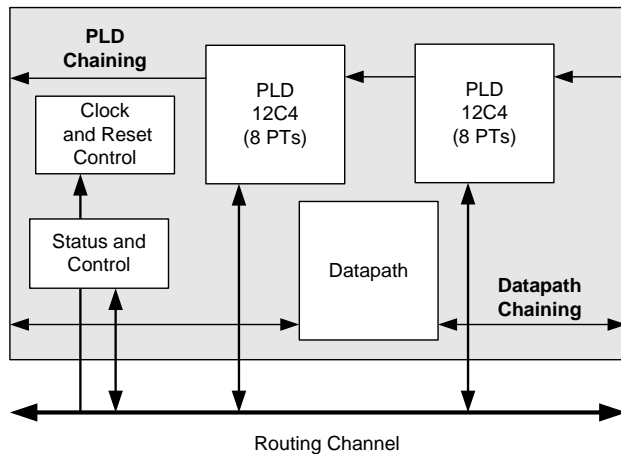 PLD
Chaining
PLD
12C4
(8 PTs)
PLD
12C4
(8 PTs)
Clock
and Reset
Control
Status and
Control
Datapath
Datapath
Chaining
Routing Channel